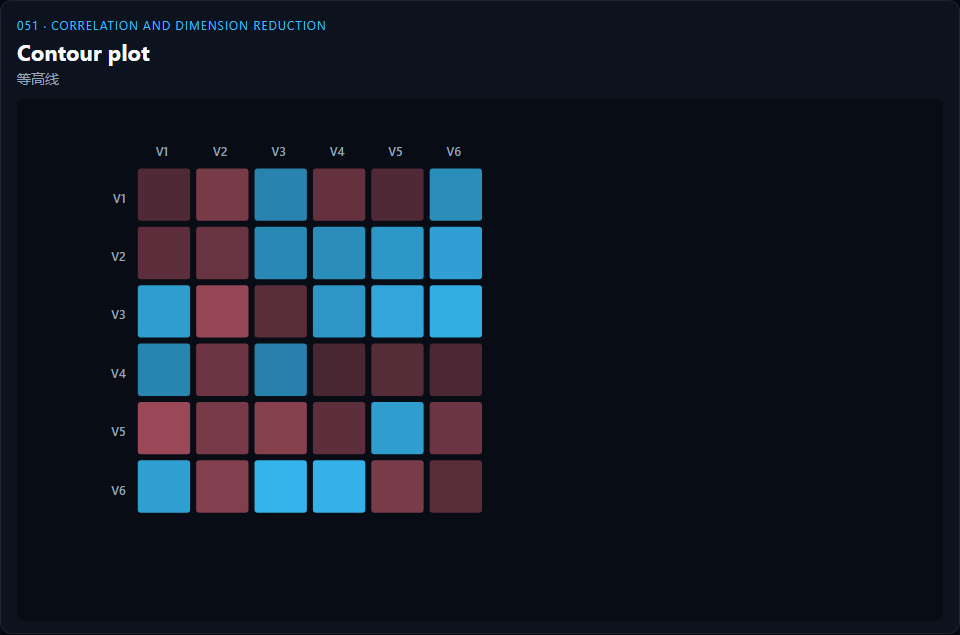 051 · CORRELATION AND DIMENSION REDUCTION
Contour plot
等高线
V1 V2 V3 V4 V5 V6
V1
V2
V3
V4
V5
V6